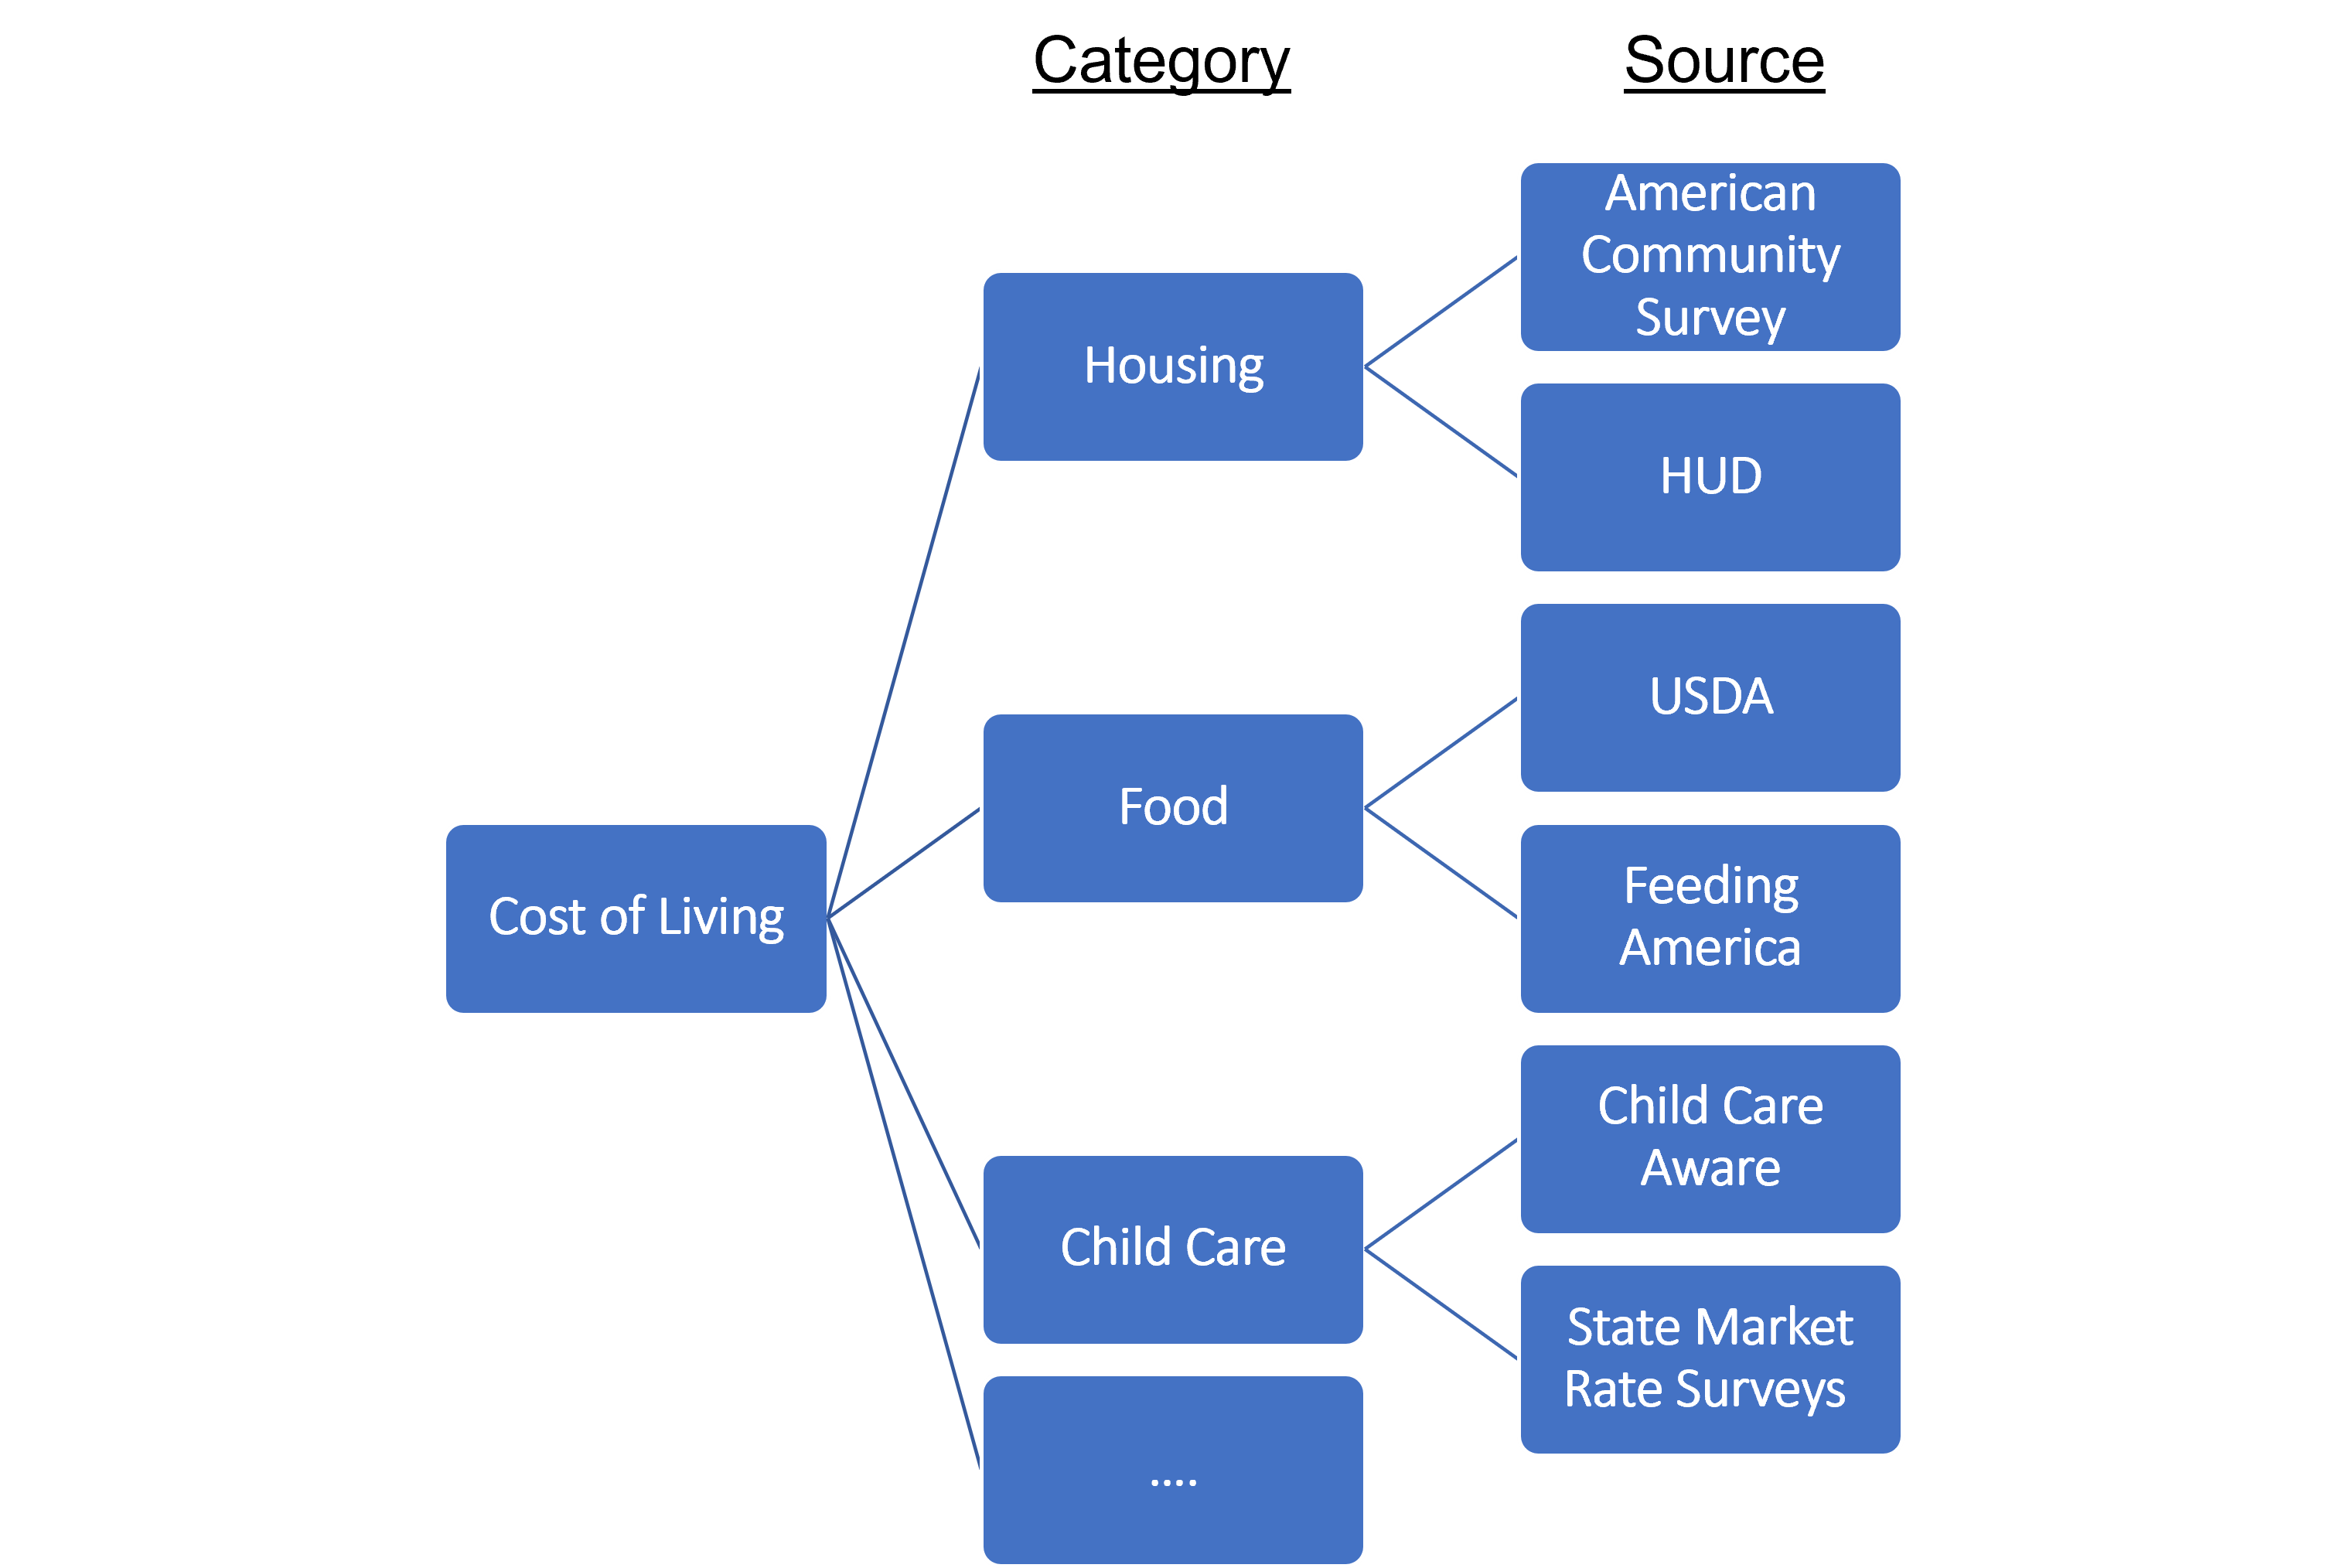 Category
Source
American
Community
Survey
Housing
HUD
USDA
Food
Feeding
America
Cost of Living
Child Care
Aware
Child Care
State Market
Rate Surveys
....